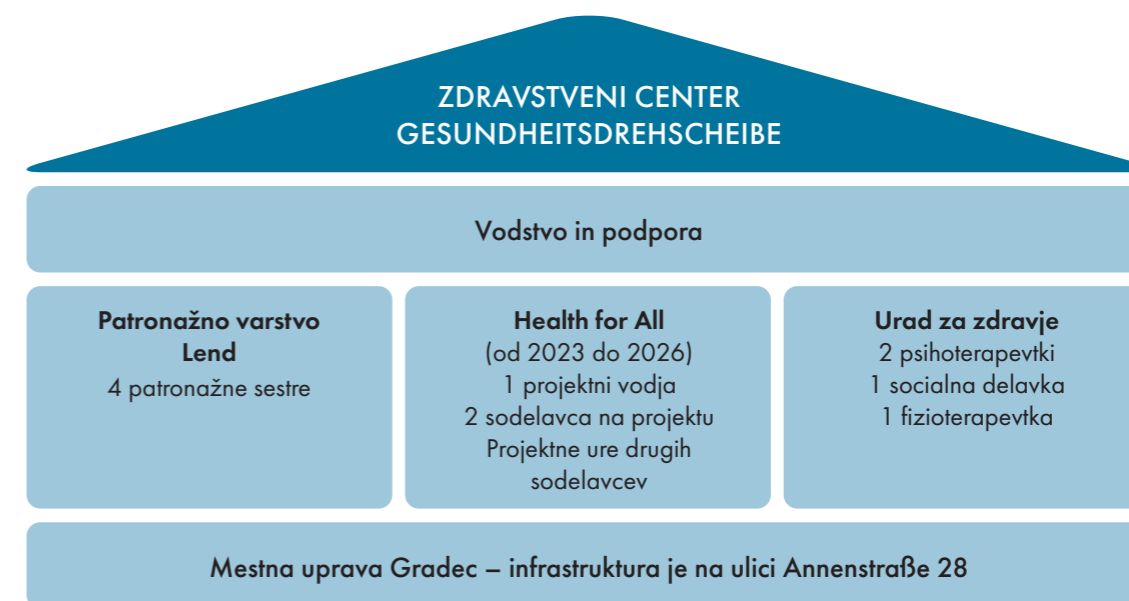 ZDRAVSTVENI CENTER
GESUNDHEITSDREHSCHEIBE
Vodstvo in podpora
Patronažno varstvo
Lend
4 patronažne sestre
Health for All
(od 2023 do 2026)
1 projektni vodja
2 sodelavca na projektu
Projektne ure drugih
sodelavcev
Urad za zdravje
2 psihoterapevtki
1 socialna delavka
1 fizioterapevtka
Mestna uprava Gradec – infrastruktura je na ulici Annenstraße 28